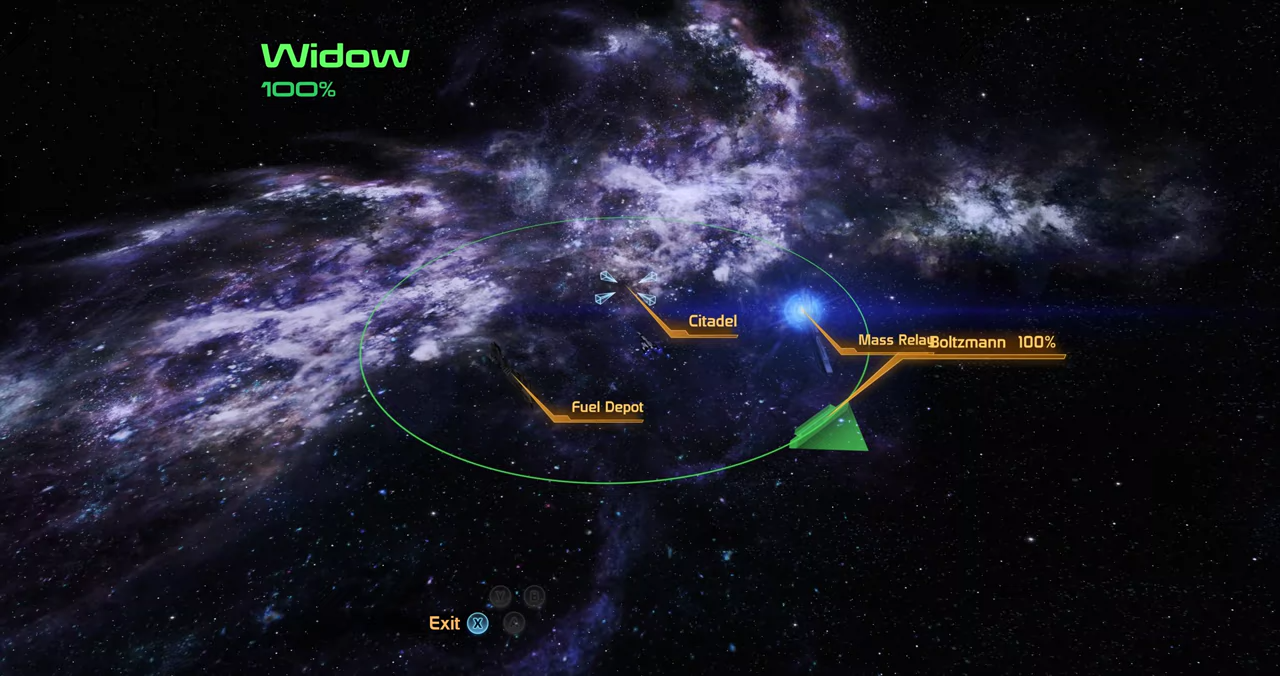 Widow
100%
Citadel
Mass Relay
Boltzmann 100%
Fuel Depot
Y B
Exit X